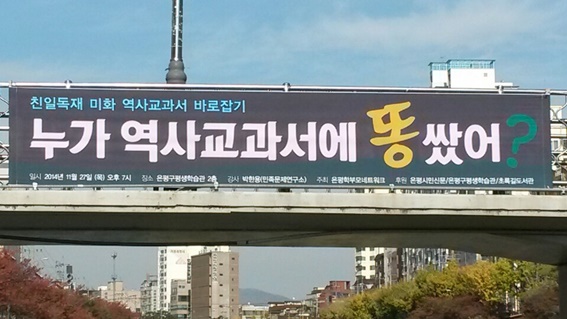 친일독재 미화 역사교과서 바로잡기
누가 역사교과서에 똥 쌌어?
일시 2014년 11월 27일 (목) 오후 7시 장소 은평구평생학습관 2층 강사 박한용(민족문제연구소) 주최 은평학부모네트워크 후원 은평시민신문/은평구평생학습관/초록길도서관